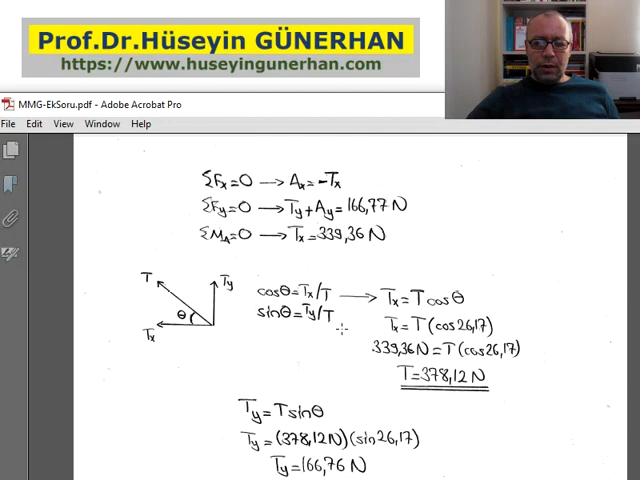 Prof.Dr.Hüseyin GÜNERHAN
https://www.huseyingunerhan.com
MMG-EkSoru.pdf - Adobe Acrobat Pro
File Edit View Window Help
ΣFx=0 → Ax=-Tx
ΣFy=0 → Ty+Ay=166,77 N
ΣMA=0 → Tx=339,36 N
T
Ty
θ
Tx
cosθ=Tx/T → Tx=T cosθ
sinθ=Ty/T
Tx=T(cos26,17)
339,36N=T(cos26,17)
T=378,12 N
Ty=Tsinθ
Ty=(378,12N)(sin26,17)
Ty=166,76 N